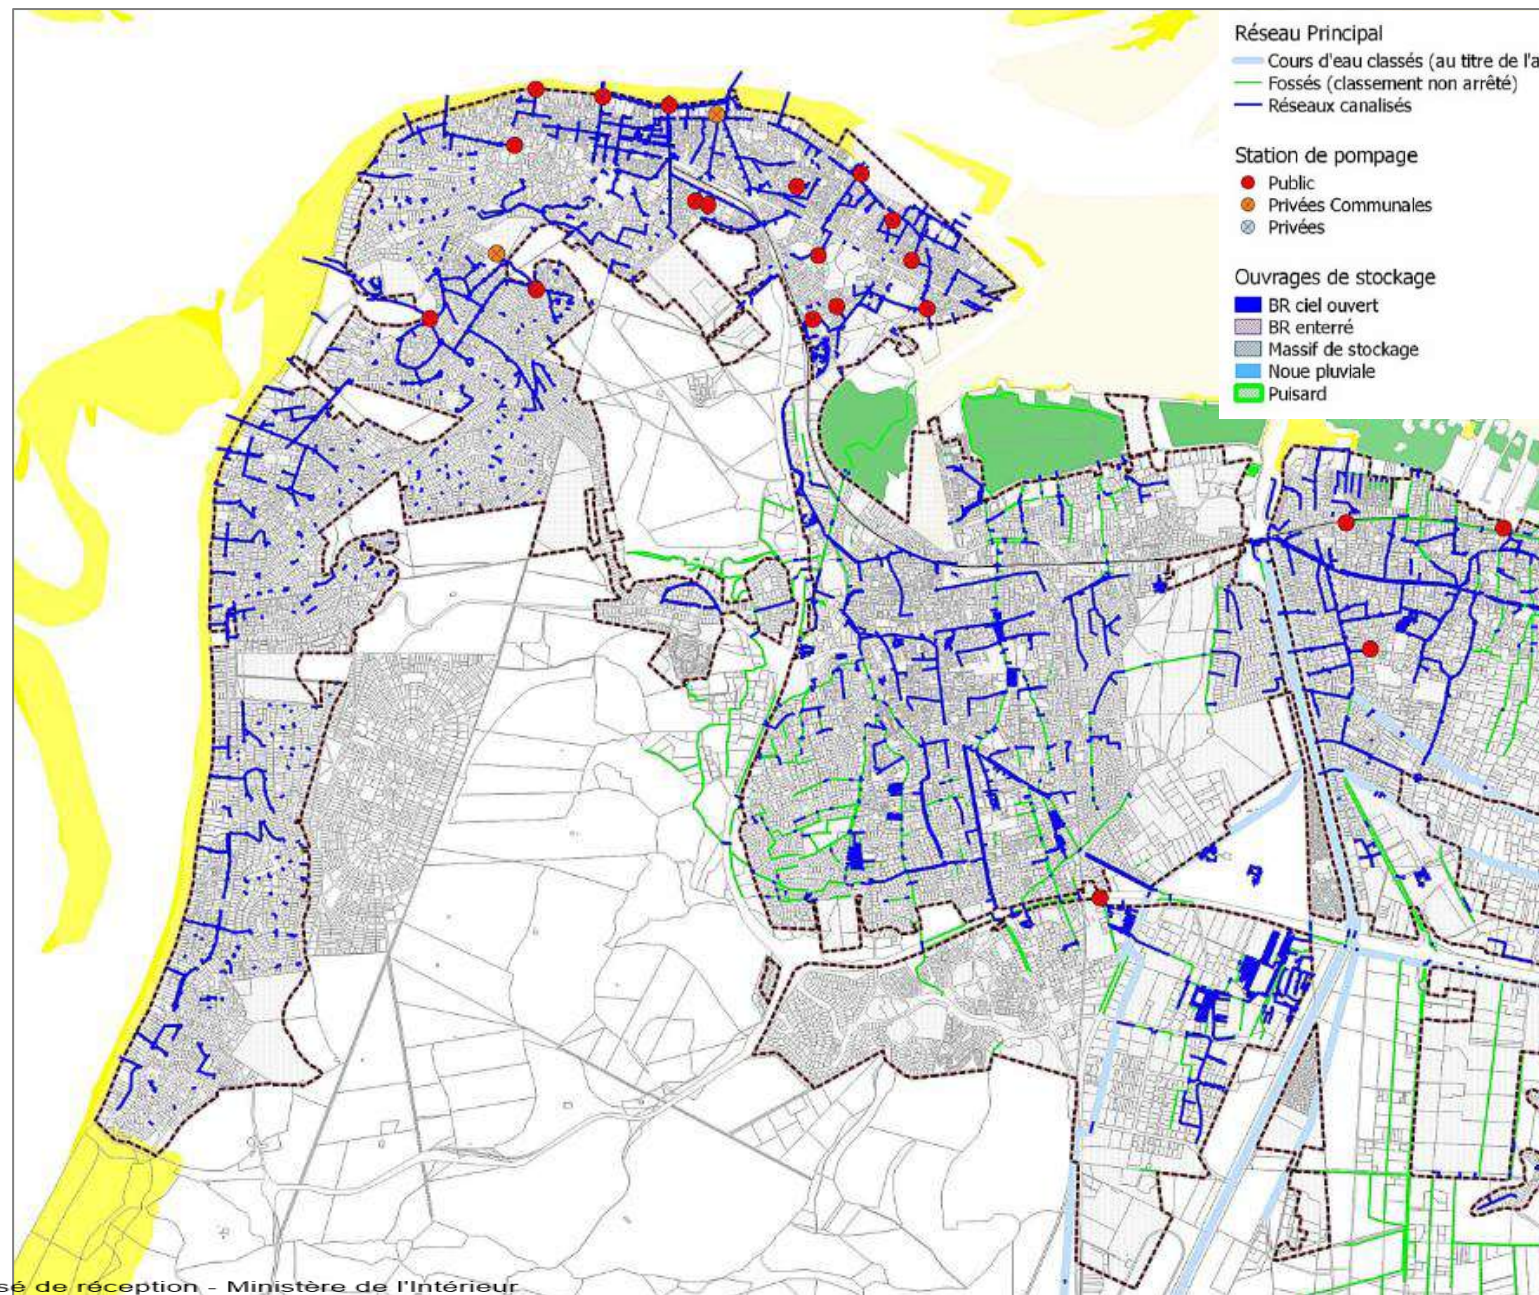 Réseau Principal
Cours d'eau classés (au titre de l'a
Fossés (classement non arrêté)
Réseaux canalisés
Station de pompage
Public
Privées Communales
Privées
Ouvrages de stockage
BR ciel ouvert
BR enterré
Massif de stockage
Noue pluviale
Puisard
sé de réception - Ministère de l'Intérieur